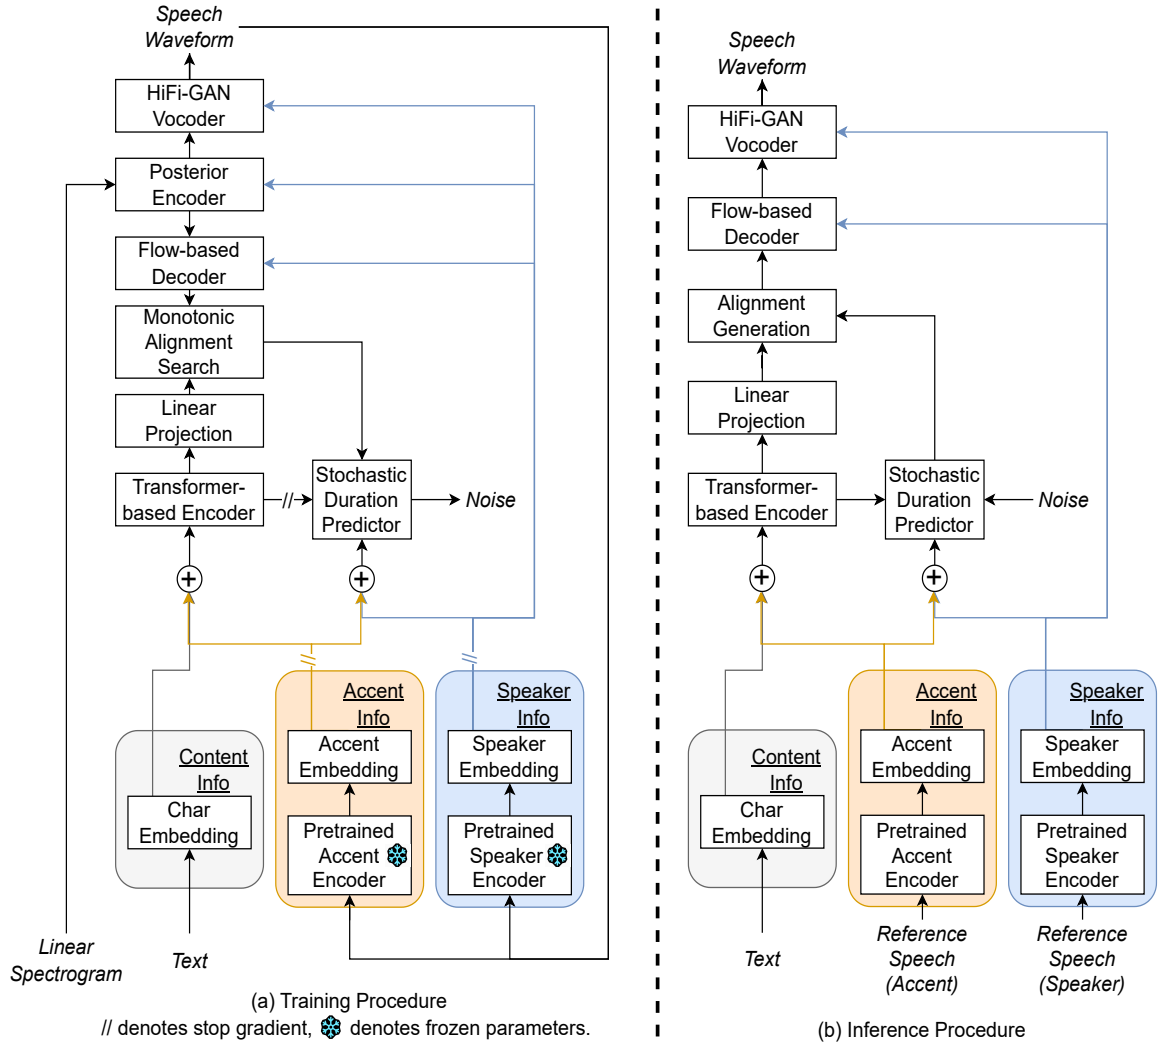 Speech
Waveform
HiFi-GAN
Vocoder
Posterior
Encoder
Flow-based
Decoder
Monotonic
Alignment
Search
Linear
Projection
Transformer-
based Encoder
//
Stochastic
Duration
Predictor
Noise
+
+
//
//
Content
Info
Char
Embedding
Accent
Info
Accent
Embedding
Pretrained
Accent
Encoder
Speaker
Info
Speaker
Embedding
Pretrained
Speaker
Encoder
Linear
Spectrogram
Text
(a) Training Procedure
// denotes stop gradient, denotes frozen parameters.
Speech
Waveform
HiFi-GAN
Vocoder
Flow-based
Decoder
Alignment
Generation
Linear
Projection
Transformer-
based Encoder
Stochastic
Duration
Predictor
Noise
+
+
Content
Info
Char
Embedding
Accent
Info
Accent
Embedding
Pretrained
Accent
Encoder
Speaker
Info
Speaker
Embedding
Pretrained
Speaker
Encoder
Text
Reference
Speech
(Accent)
Reference
Speech
(Speaker)
(b) Inference Procedure